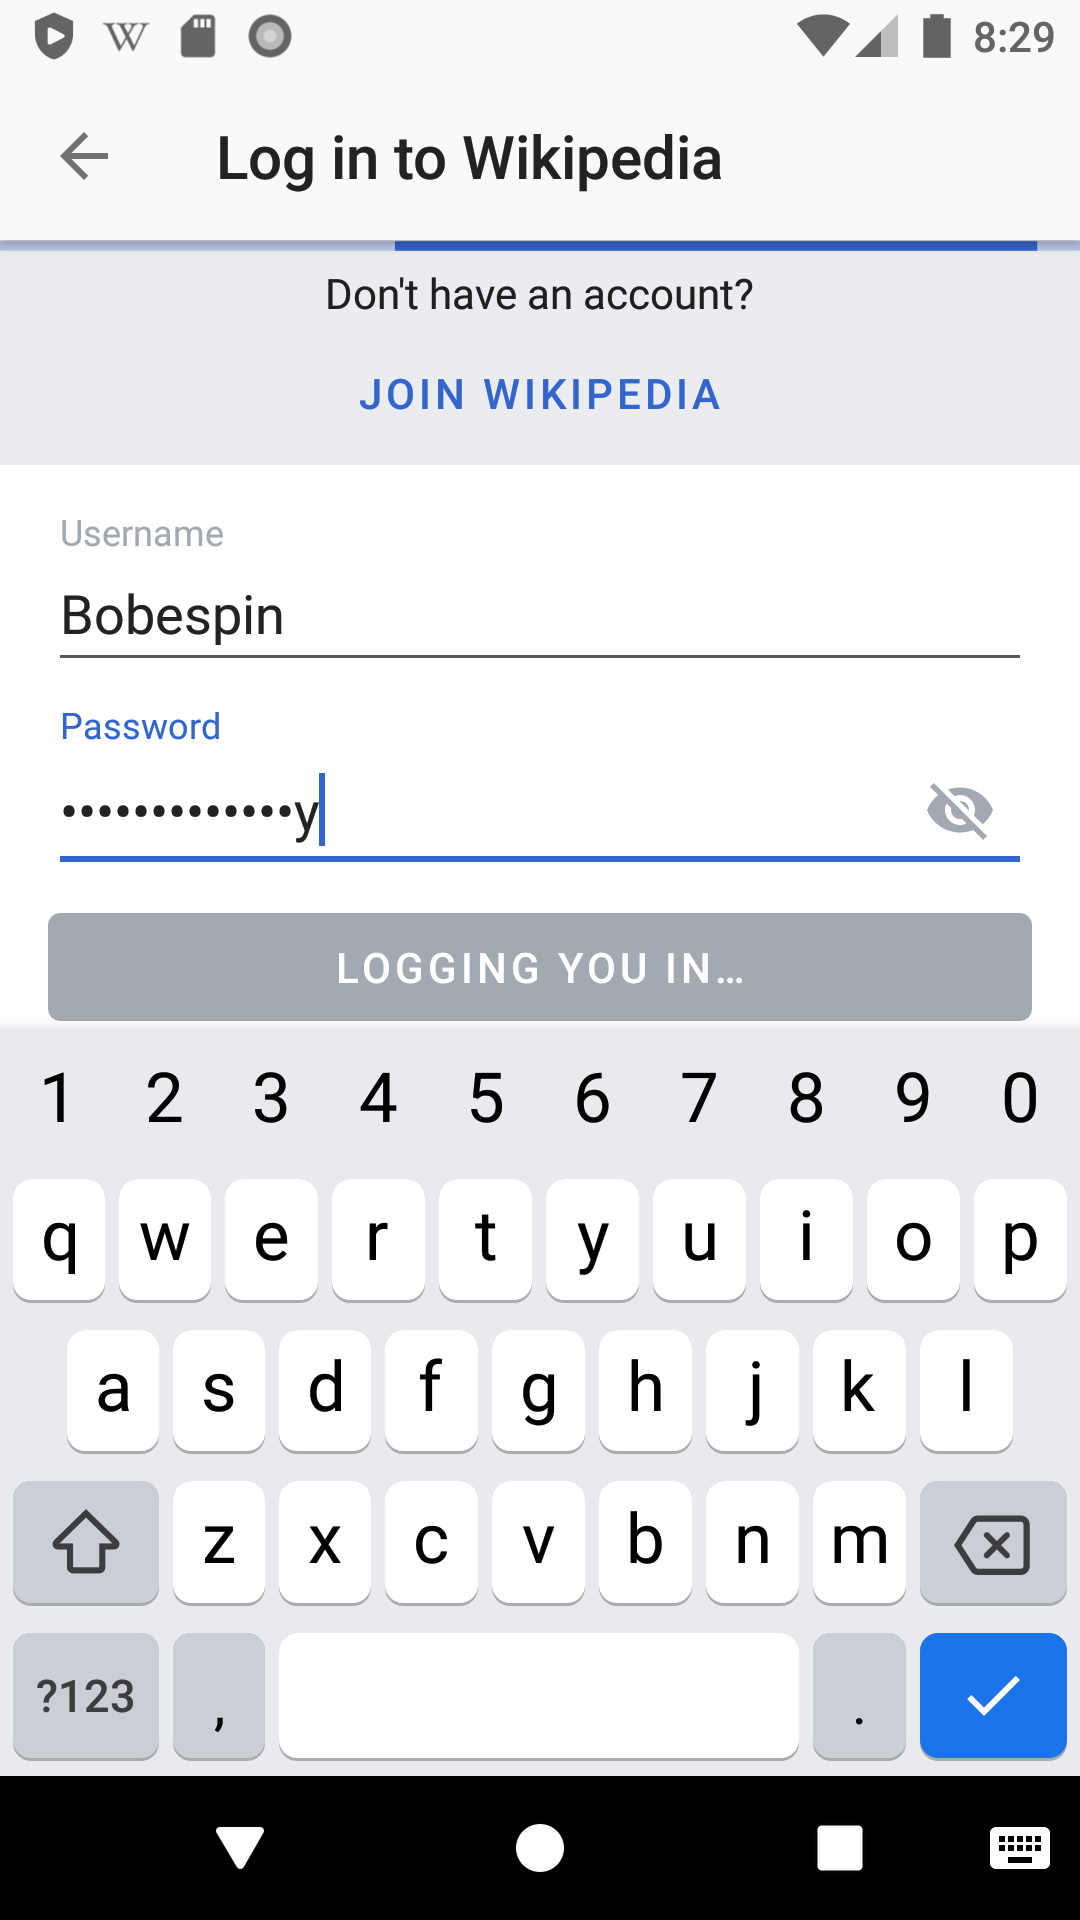 8:29
Log in to Wikipedia
Don't have an account?
JOIN WIKIPEDIA
Username
Bobespin
Password
•••••••••••••y
LOGGING YOU IN…
1 2 3 4 5 6 7 8 9 0
q w e r t y u i o p
a s d f g h j k l
z x c v b n m
?123 , .